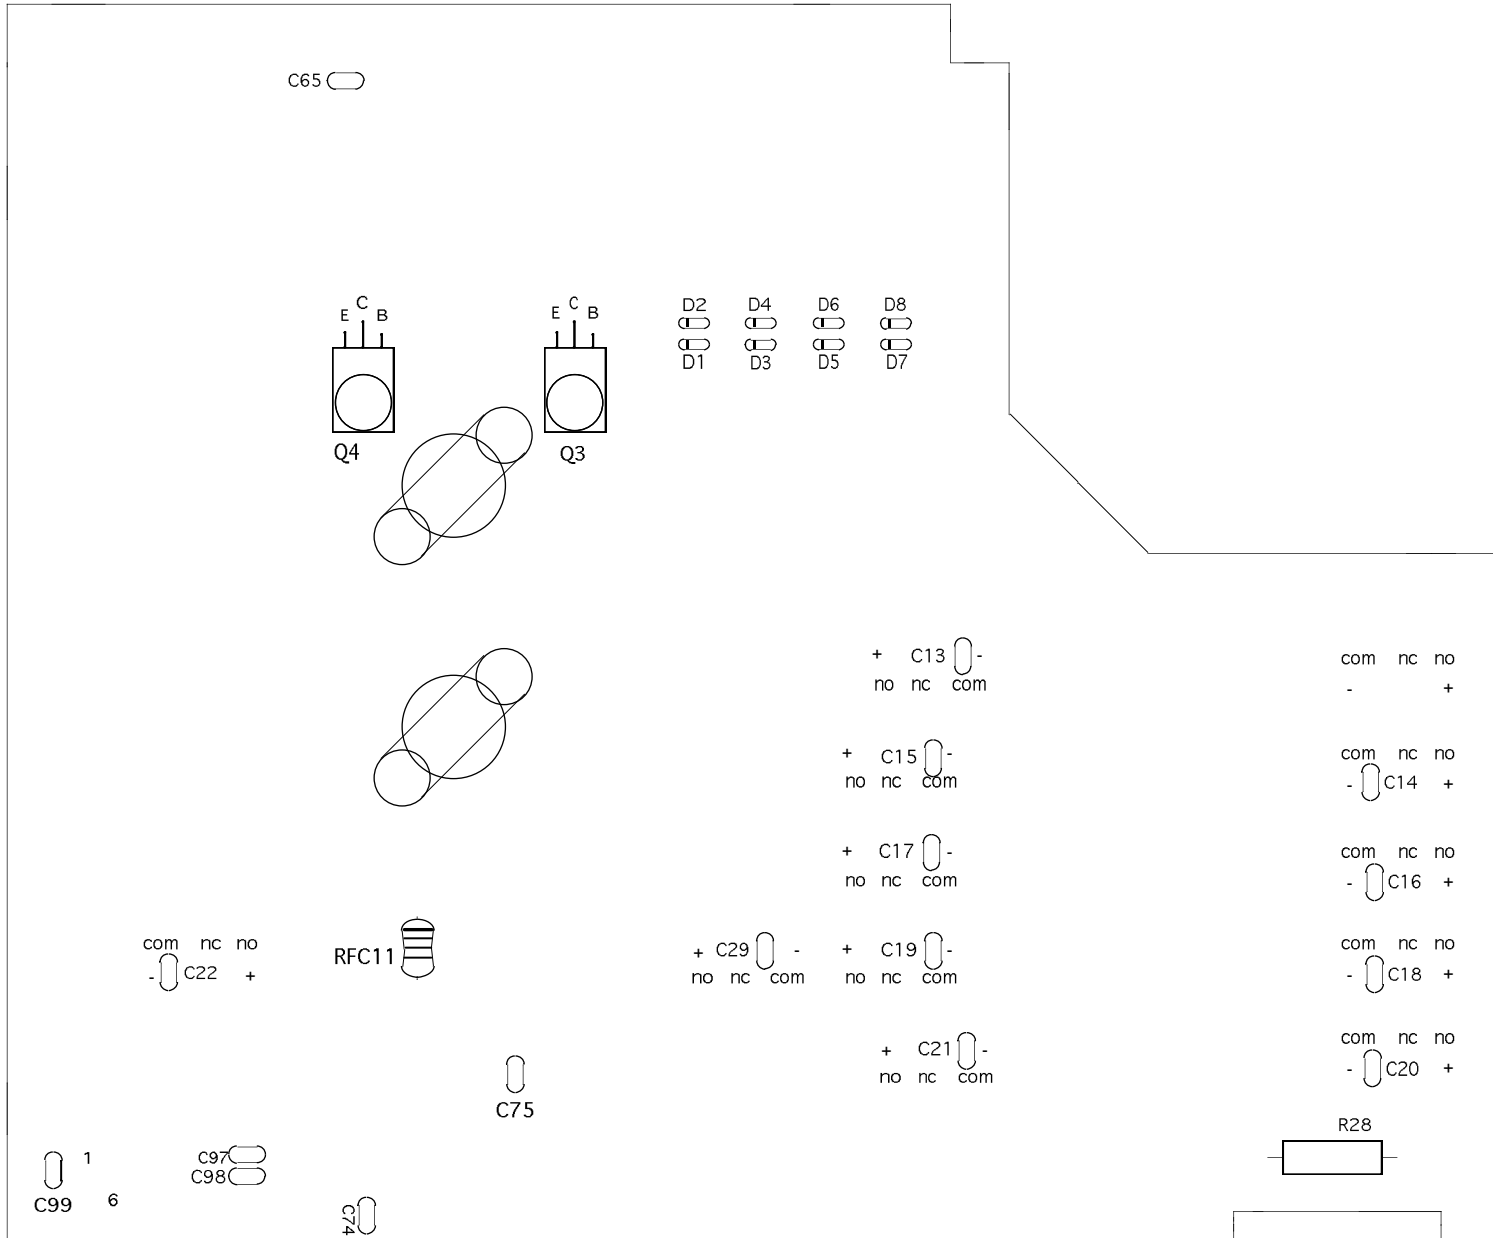 C65
E C B
E C B
D2 D4 D6 D8
D1 D3 D5 D7
Q4 Q3
+ C13 -
no nc com
com nc no
- +
+ C15 -
no nc com
com nc no
- C14 +
+ C17 -
no nc com
com nc no
- C16 +
com nc no
- C22 +
RFC11
+ C29 -
no nc com
+ C19 -
no nc com
com nc no
- C18 +
+ C21 -
no nc com
com nc no
- C20 +
C75
R28
1
C99
6
C97
C98
C74